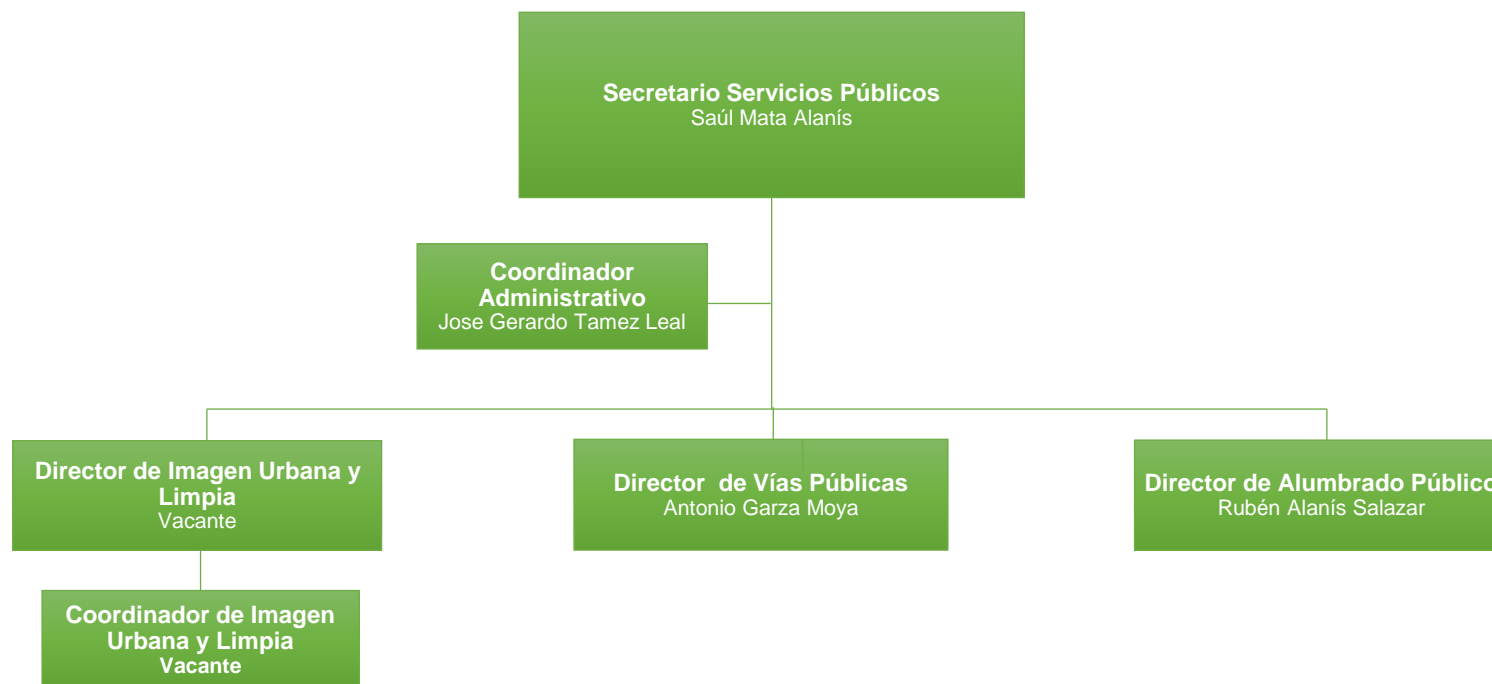 Secretario Servicios Públicos
Saúl Mata Alanís
Coordinador
Administrativo
Jose Gerardo Tamez Leal
Director de Imagen Urbana y
Limpia
Vacante
Director de Vías Públicas
Antonio Garza Moya
Director de Alumbrado Público
Rubén Alanís Salazar
Coordinador de Imagen
Urbana y Limpia
Vacante